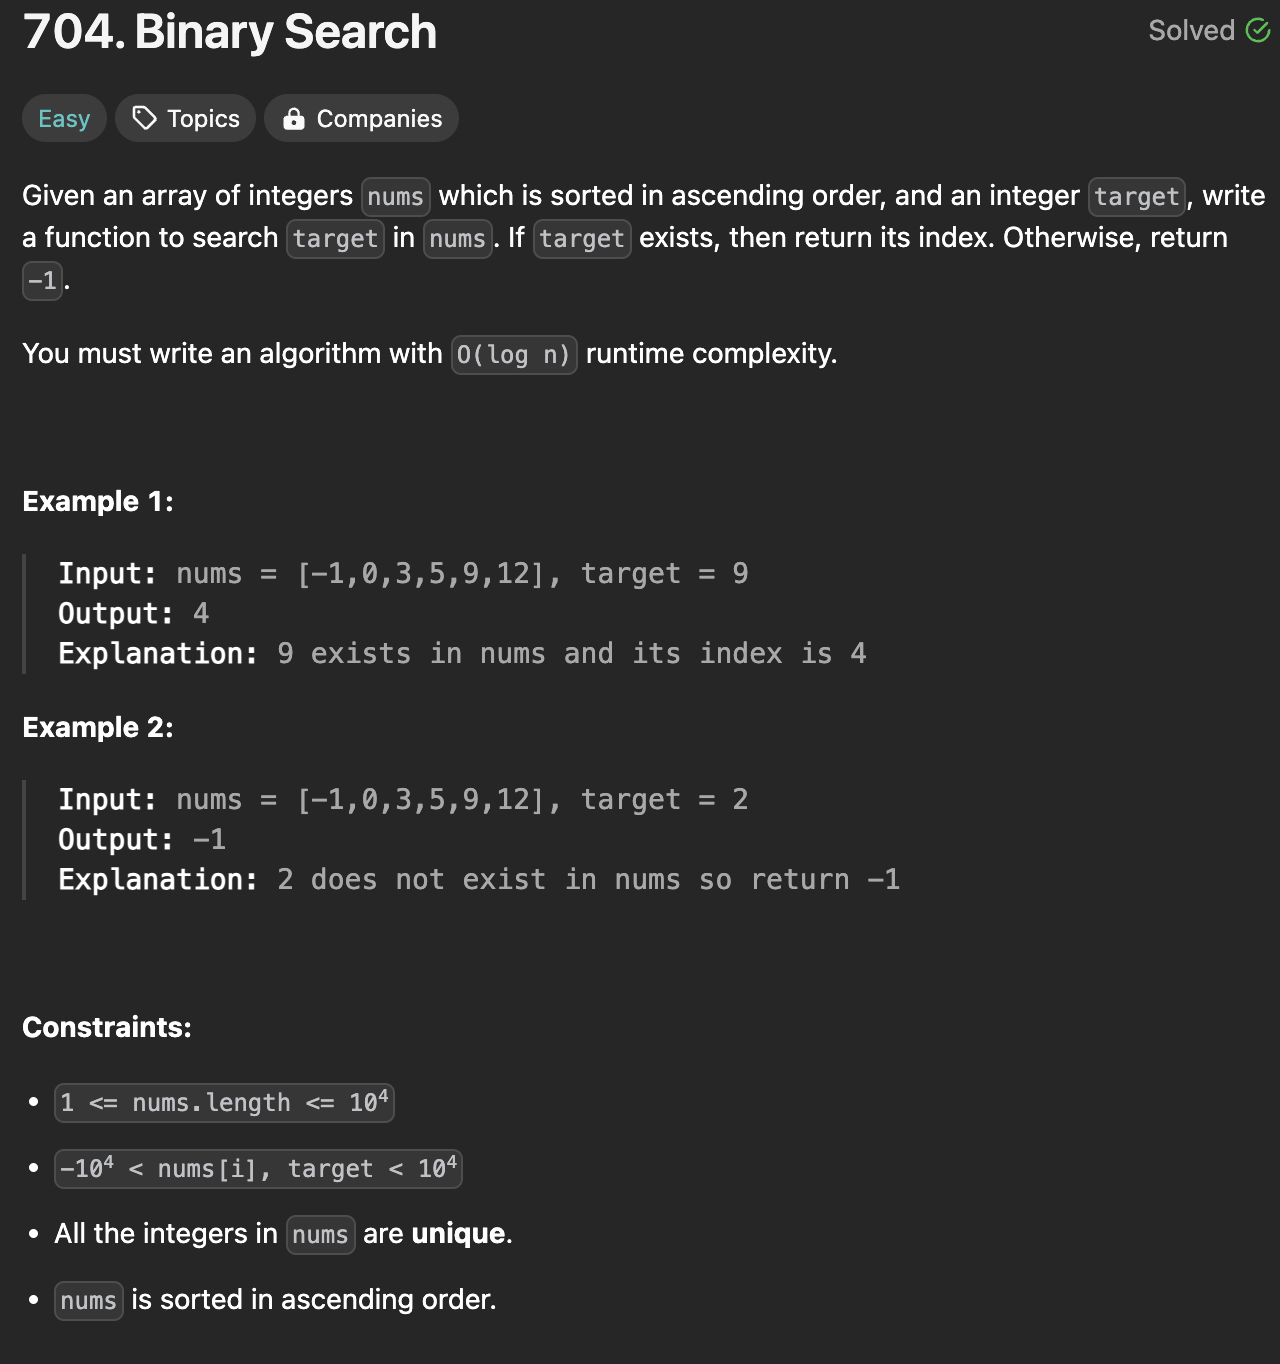 704. Binary Search
Solved
Easy
Topics
Companies
Given an array of integers nums which is sorted in ascending order, and an integer target, write
a function to search target in nums. If target exists, then return its index. Otherwise, return
-1.
You must write an algorithm with O(log n) runtime complexity.
Example 1:
Input: nums = [-1,0,3,5,9,12], target = 9
Output: 4
Explanation: 9 exists in nums and its index is 4
Example 2:
Input: nums = [-1,0,3,5,9,12], target = 2
Output: -1
Explanation: 2 does not exist in nums so return -1
Constraints:
• 1 <= nums.length <= 10⁴
• -10⁴ < nums[i], target < 10⁴
• All the integers in nums are unique.
• nums is sorted in ascending order.